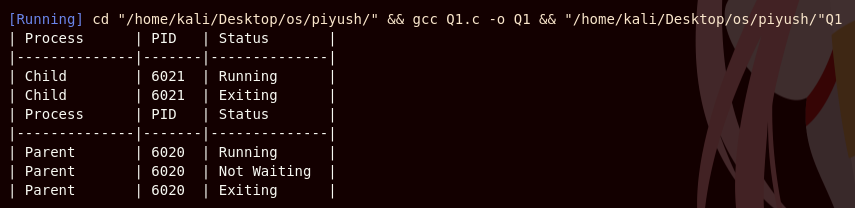 [Running] cd "/home/kali/Desktop/os/piyush/" && gcc Q1.c -o Q1 && "/home/kali/Desktop/os/piyush/"Q1
| Process      | PID   | Status       |
|--------------|-------|--------------|
| Child        | 6021  | Running      |
| Child        | 6021  | Exiting      |
| Process      | PID   | Status       |
|--------------|-------|--------------|
| Parent       | 6020  | Running      |
| Parent       | 6020  | Not Waiting  |
| Parent       | 6020  | Exiting      |